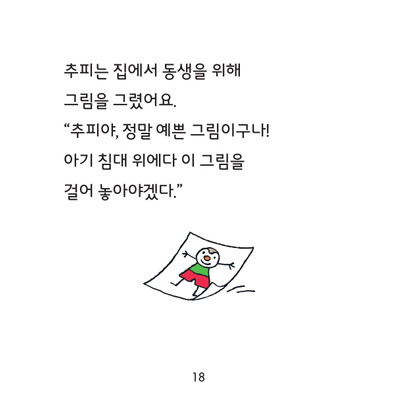 추피는 집에서 동생을 위해
그림을 그렸어요.
“추피야, 정말 예쁜 그림이구나!
아기 침대 위에다 이 그림을
걸어 놓아야겠다.”
18